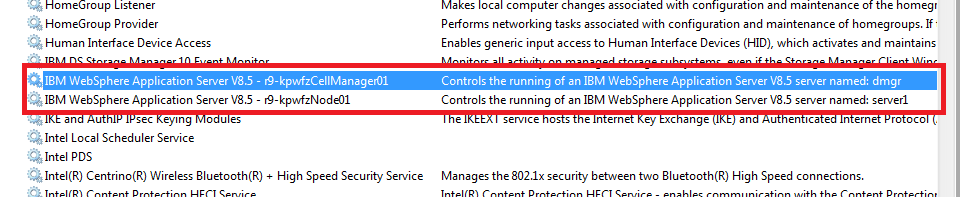 HomeGroup Listener Makes local computer changes associated with configuration and maintenance of the homegr
HomeGroup Provider Performs networking tasks associated with configuration and maintenance of homegroups. If
Human Interface Device Access Enables generic input access to Human Interface Devices (HID), which activates and maintains
IBM DS Storage Manager 10 Event Monitor Monitors all activity on managed storage subsystems, even if the Storage Manager Client Win
IBM WebSphere Application Server V8.5 - r9-kpwfzCellManager01 Controls the running of an IBM WebSphere Application Server V8.5 server named: dmgr
IBM WebSphere Application Server V8.5 - r9-kpwfzNode01 Controls the running of an IBM WebSphere Application Server V8.5 server named: server1
IKE and AuthIP IPsec Keying Modules The IKEEXT service hosts the Internet Key Exchange (IKE) and Authenticated Internet Protocol (
Intel Local Scheduler Service
Intel PDS
Intel(R) Centrino(R) Wireless Bluetooth(R) + High Speed Security Service Manages the 802.1x security between two Bluetooth(R) High Speed connections.
Intel(R) Content Protection HECI Service Intel(R) Content Protection HECI Service - enables communication with the Content Protection